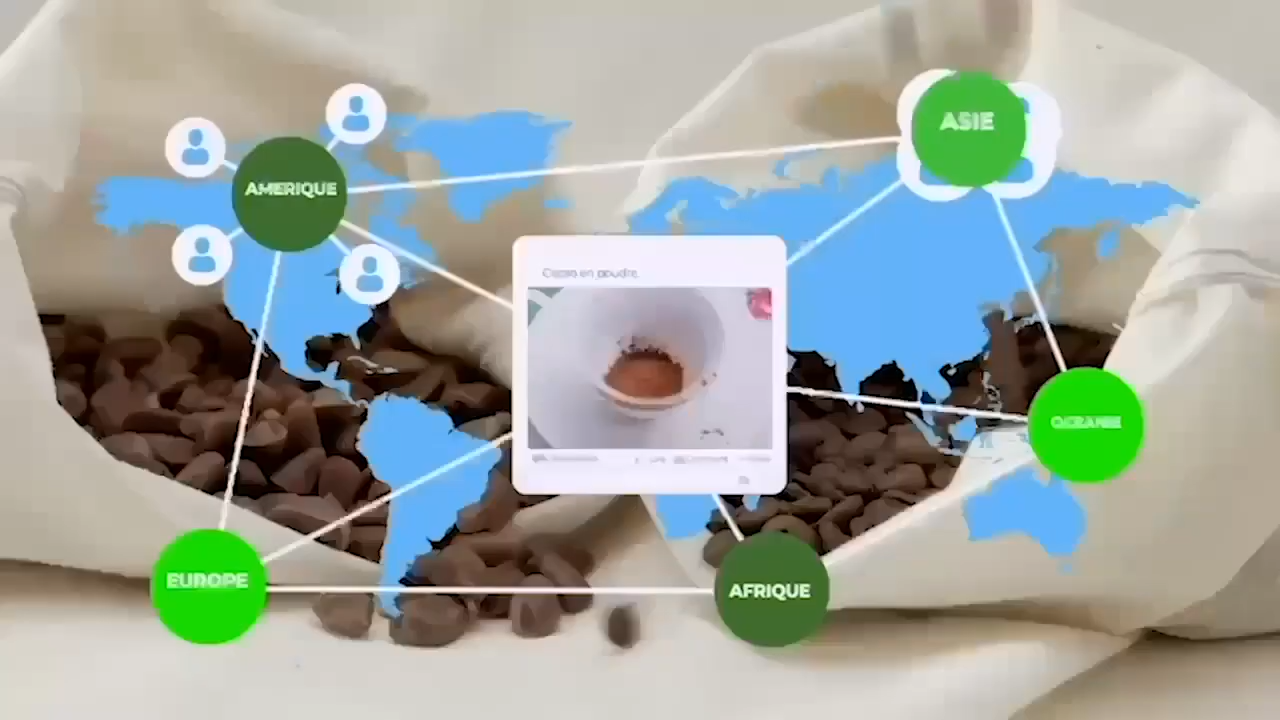 ASIE
AMERIQUE
Cacao en poudre
OCEANIE
EUROPE
AFRIQUE